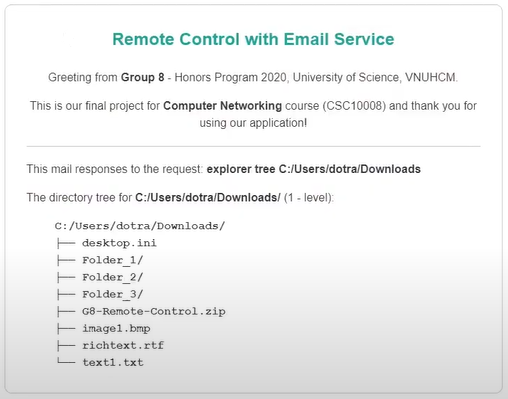 Remote Control with Email Service
Greeting from Group 8 - Honors Program 2020, University of Science, VNUHCM.
This is our final project for Computer Networking course (CSC10008) and thank you for
using our application!
This mail responses to the request: explorer tree C:/Users/dotra/Downloads
The directory tree for C:/Users/dotra/Downloads/ (1 - level):
C:/Users/dotra/Downloads/
├── desktop.ini
├── Folder_1/
├── Folder_2/
├── Folder_3/
├── G8-Remote-Control.zip
├── image1.bmp
├── richtext.rtf
└── text1.txt